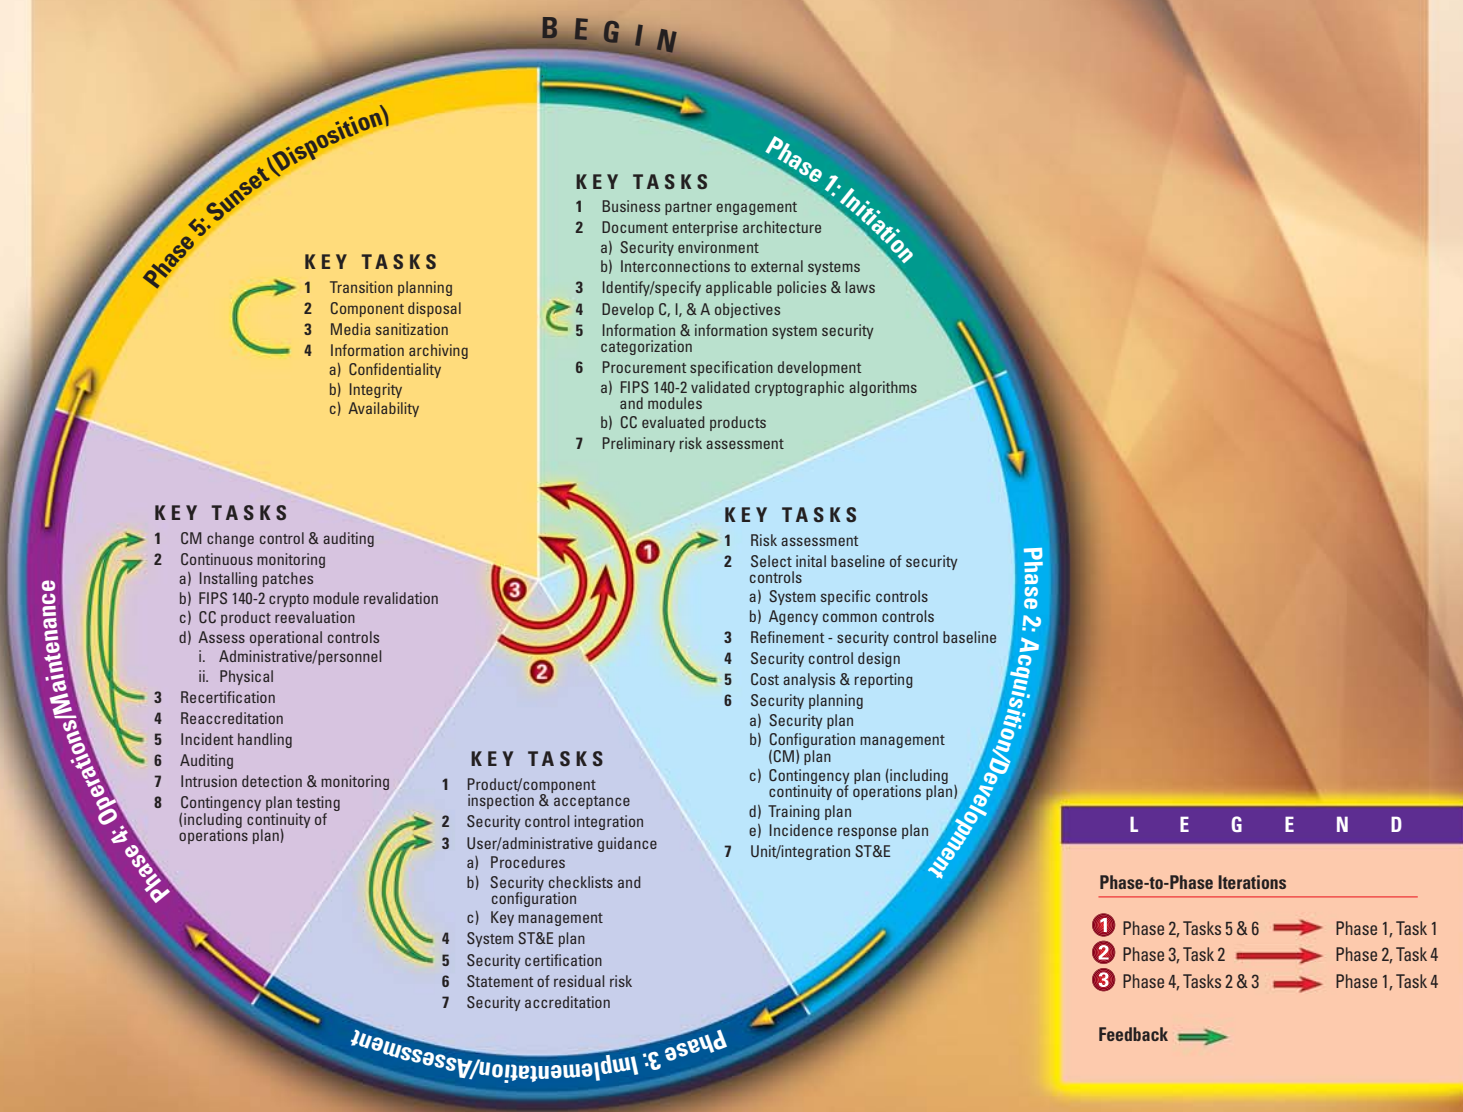 BEGIN
Phase 1: Initiation
KEY TASKS
1 Business partner engagement
2 Document enterprise architecture
a) Security environment
b) Interconnections to external systems
3 Identify/specify applicable policies & laws
4 Develop C, I, & A objectives
5 Information & information system security
categorization
6 Procurement specification development
a) FIPS 140-2 validated cryptographic algorithms
and modules
b) CC evaluated products
7 Preliminary risk assessment
Phase 2: Acquisition/Development
KEY TASKS
1 Risk assessment
2 Select inital baseline of security
controls
a) System specific controls
b) Agency common controls
3 Refinement - security control baseline
4 Security control design
5 Cost analysis & reporting
6 Security planning
a) Security plan
b) Configuration management
(CM) plan
c) Contingency plan (including
continuity of operations plan)
d) Training plan
e) Incidence response plan
7 Unit/integration ST&E
Phase 3: Implementation/Assessment
KEY TASKS
1 Product/component
inspection & acceptance
2 Security control integration
3 User/administrative guidance
a) Procedures
b) Security checklists and
configuration
c) Key management
4 System ST&E plan
5 Security certification
6 Statement of residual risk
7 Security accreditation
Phase 4: Operations/Maintenance
KEY TASKS
1 CM change control & auditing
2 Continuous monitoring
a) Installing patches
b) FIPS 140-2 crypto module revalidation
c) CC product reevaluation
d) Assess operational controls
i. Administrative/personnel
ii. Physical
3 Recertification
4 Reaccreditation
5 Incident handling
6 Auditing
7 Intrusion detection & monitoring
8 Contingency plan testing
(including continuity of
operations plan)
Phase 5: Sunset (Disposition)
KEY TASKS
1 Transition planning
2 Component disposal
3 Media sanitization
4 Information archiving
a) Confidentiality
b) Integrity
c) Availability
1
3
2
LEGEND
Phase-to-Phase Iterations
1 Phase 2, Tasks 5 & 6 Phase 1, Task 1
2 Phase 3, Task 2 Phase 2, Task 4
3 Phase 4, Tasks 2 & 3 Phase 1, Task 4
Feedback